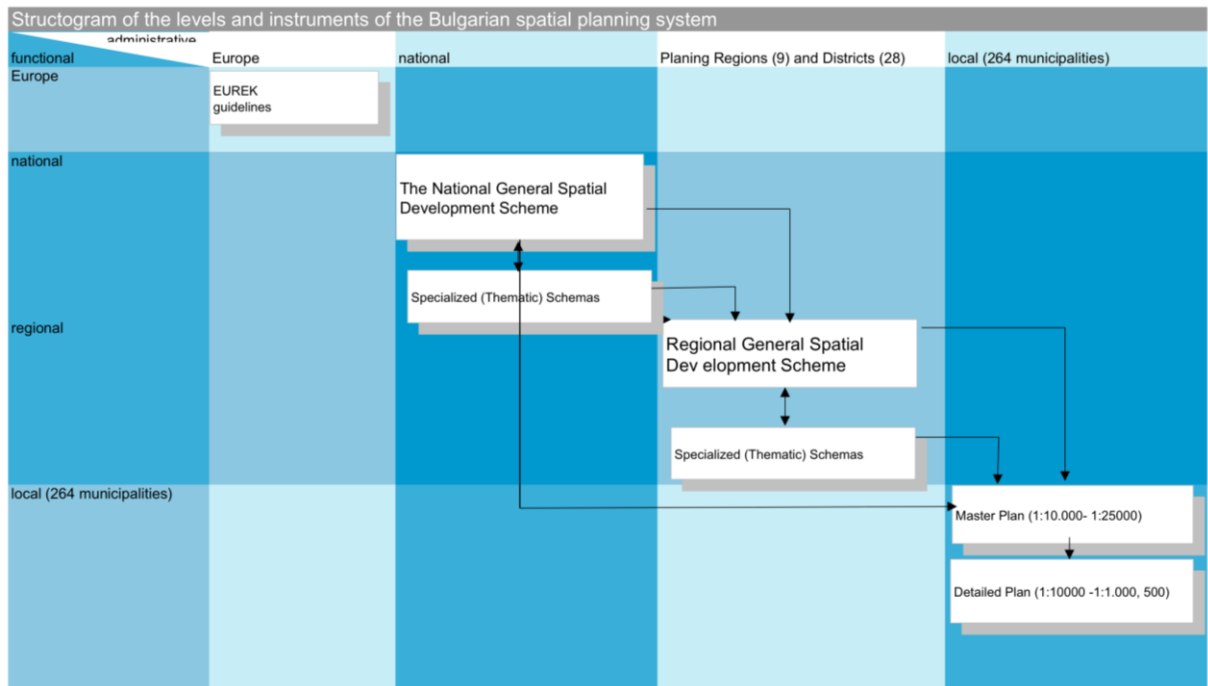 Structogram of the levels and instruments of the Bulgarian spatial planning system
administrative
functional
Europe
national
Planing Regions (9) and Districts (28)
local (264 municipalities)
Europe
EUREK
guidelines
national
The National General Spatial
Development Scheme
Specialized (Thematic) Schemas
regional
Regional General Spatial
Dev elopment Scheme
Specialized (Thematic) Schemas
local (264 municipalities)
Master Plan (1:10.000- 1:25000)
Detailed Plan (1:10000 -1:1.000, 500)